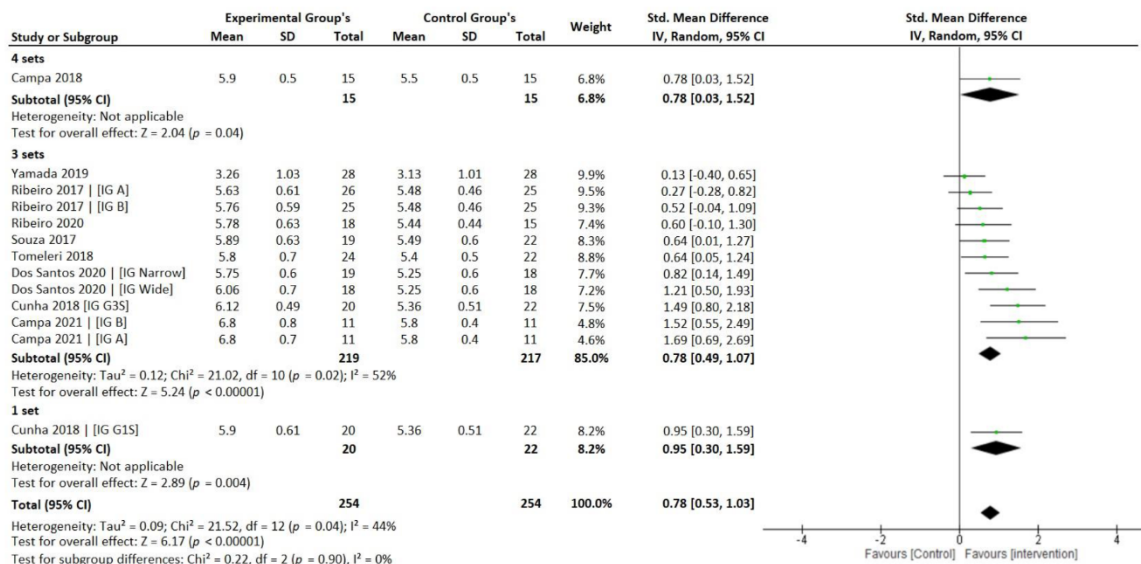 Experimental Group's Control Group's Std. Mean Difference Std. Mean Difference
Study or Subgroup Mean SD Total Mean SD Total Weight IV, Random, 95% CI IV, Random, 95% CI
4 sets
Campa 2018 5.9 0.5 15 5.5 0.5 15 6.8% 0.78 [0.03, 1.52]
Subtotal (95% CI) 15 15 6.8% 0.78 [0.03, 1.52]
Heterogeneity: Not applicable
Test for overall effect: Z = 2.04 (p = 0.04)
3 sets
Yamada 2019 3.26 1.03 28 3.13 1.01 28 9.9% 0.13 [-0.40, 0.65]
Ribeiro 2017 | [IG A] 5.63 0.61 26 5.48 0.46 25 9.5% 0.27 [-0.28, 0.82]
Ribeiro 2017 | [IG B] 5.76 0.59 25 5.48 0.46 25 9.3% 0.52 [-0.04, 1.09]
Ribeiro 2020 5.78 0.63 18 5.44 0.44 15 7.4% 0.60 [-0.10, 1.30]
Souza 2017 5.89 0.63 19 5.49 0.6 22 8.3% 0.64 [0.01, 1.27]
Tomeleri 2018 5.8 0.7 24 5.4 0.5 22 8.8% 0.64 [0.05, 1.24]
Dos Santos 2020 | [IG Narrow] 5.75 0.6 19 5.25 0.6 18 7.7% 0.82 [0.14, 1.49]
Dos Santos 2020 | [IG Wide] 6.06 0.7 18 5.25 0.6 18 7.2% 1.21 [0.50, 1.93]
Cunha 2018 [IG G3S] 6.12 0.49 20 5.36 0.51 22 7.5% 1.49 [0.80, 2.18]
Campa 2021 | [IG B] 6.8 0.8 11 5.8 0.4 11 4.8% 1.52 [0.55, 2.49]
Campa 2021 | [IG A] 6.8 0.7 11 5.8 0.4 11 4.6% 1.69 [0.69, 2.69]
Subtotal (95% CI) 219 217 85.0% 0.78 [0.49, 1.07]
Heterogeneity: Tau² = 0.12; Chi² = 21.02, df = 10 (p = 0.02); I² = 52%
Test for overall effect: Z = 5.24 (p < 0.00001)
1 set
Cunha 2018 | [IG G1S] 5.9 0.61 20 5.36 0.51 22 8.2% 0.95 [0.30, 1.59]
Subtotal (95% CI) 20 22 8.2% 0.95 [0.30, 1.59]
Heterogeneity: Not applicable
Test for overall effect: Z = 2.89 (p = 0.004)
Total (95% CI) 254 254 100.0% 0.78 [0.53, 1.03]
Heterogeneity: Tau² = 0.09; Chi² = 21.52, df = 12 (p = 0.04); I² = 44%
Test for overall effect: Z = 6.17 (p < 0.00001)
Test for subgroup differences: Chi² = 0.22, df = 2 (p = 0.90), I² = 0%
-4 -2 0 2 4
Favours [Control] Favours [intervention]